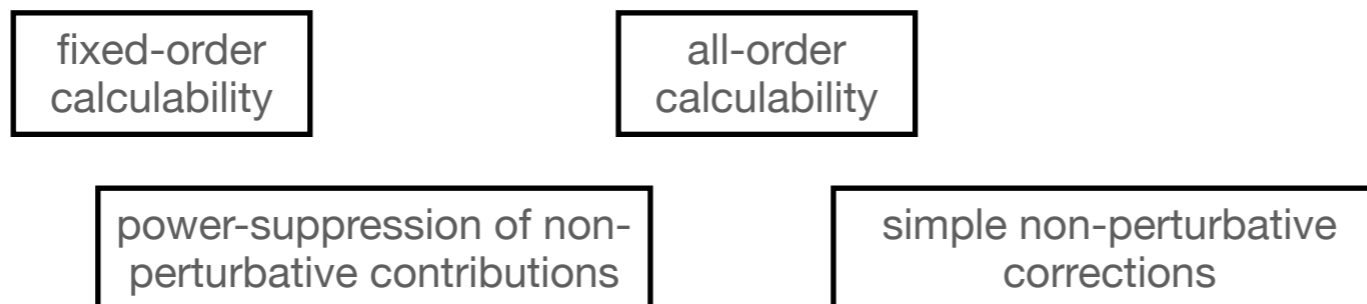 fixed-order
calculability
all-order
calculability
power-suppression of non-
perturbative contributions
simple non-perturbative
corrections